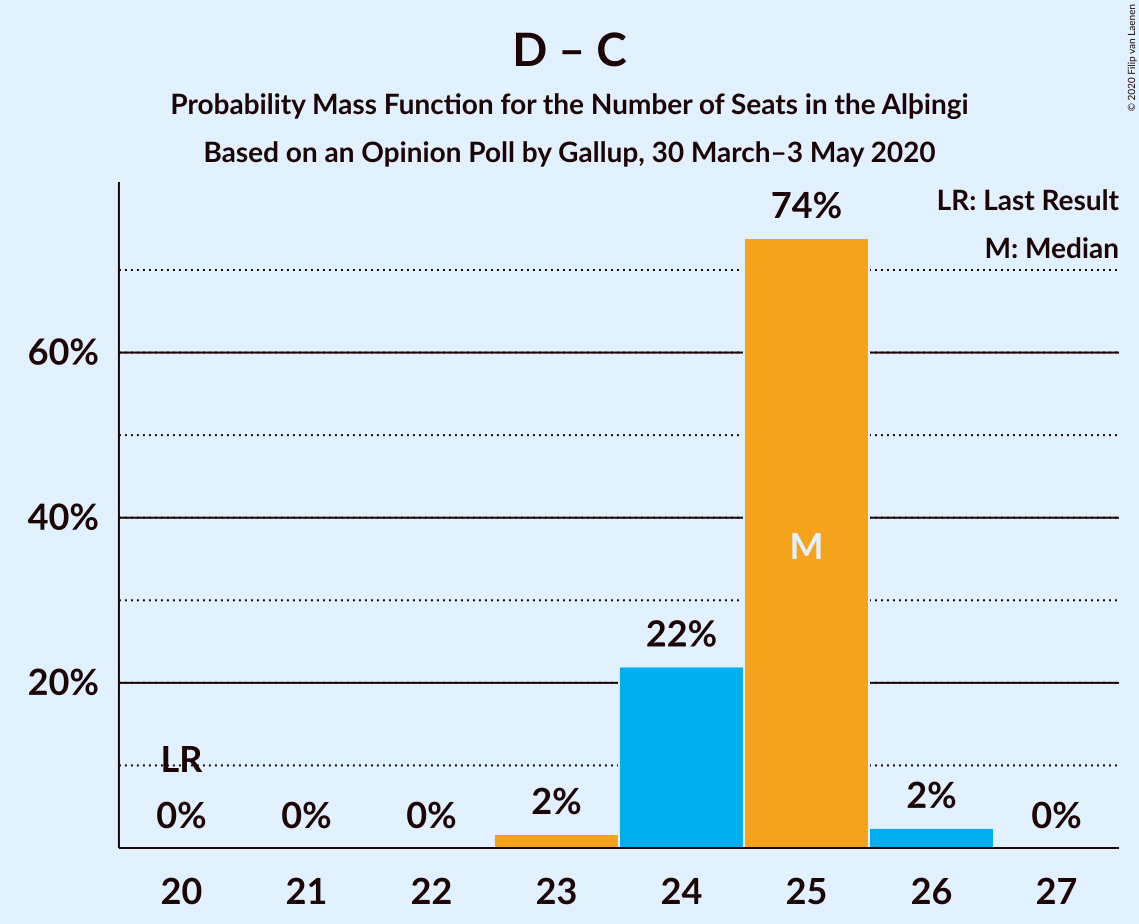 D – C
Probability Mass Function for the Number of Seats in the Alþingi
Based on an Opinion Poll by Gallup, 30 March–3 May 2020
© 2020 Filip van Laenen
LR: Last Result
M: Median
74%
60%
40%
M
22%
20%
LR
0%
0%
0%
2%
2%
0%
20
21
22
23
24
25
26
27